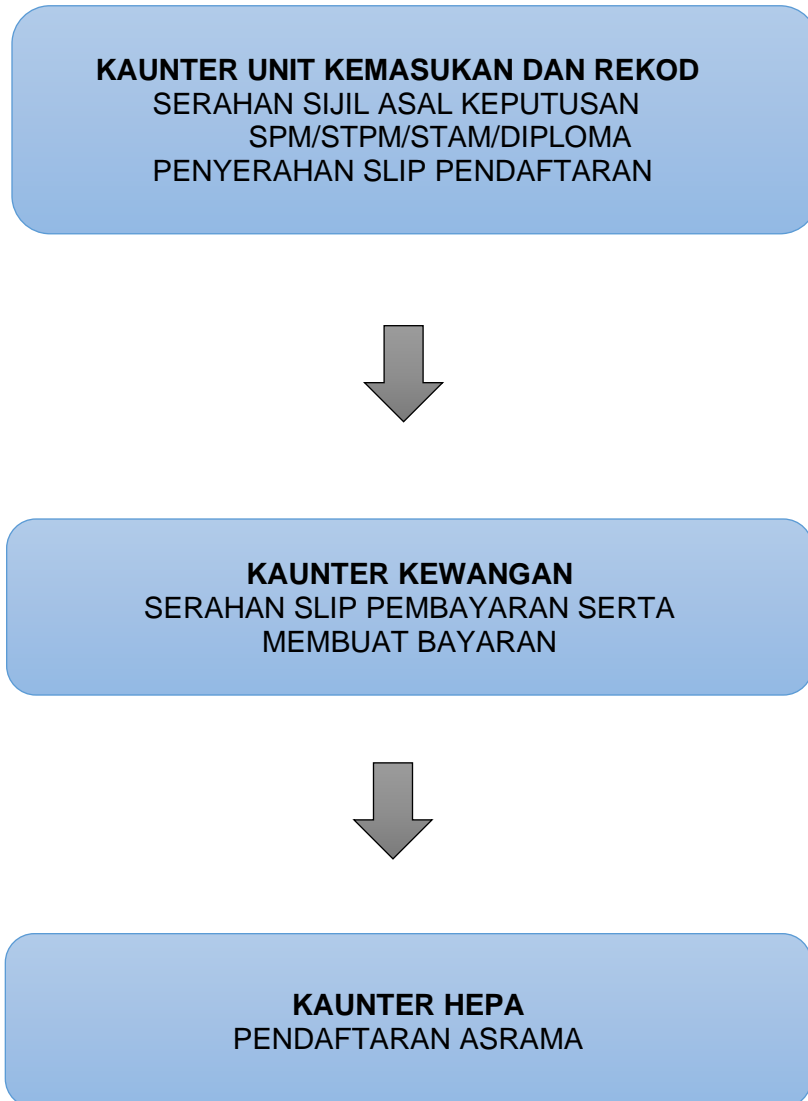 KAUNTER UNIT KEMASUKAN DAN REKOD
SERAHAN SIJIL ASAL KEPUTUSAN
SPM/STPM/STAM/DIPLOMA
PENYERAHAN SLIP PENDAFTARAN
KAUNTER KEWANGAN
SERAHAN SLIP PEMBAYARAN SERTA
MEMBUAT BAYARAN
KAUNTER HEPA
PENDAFTARAN ASRAMA